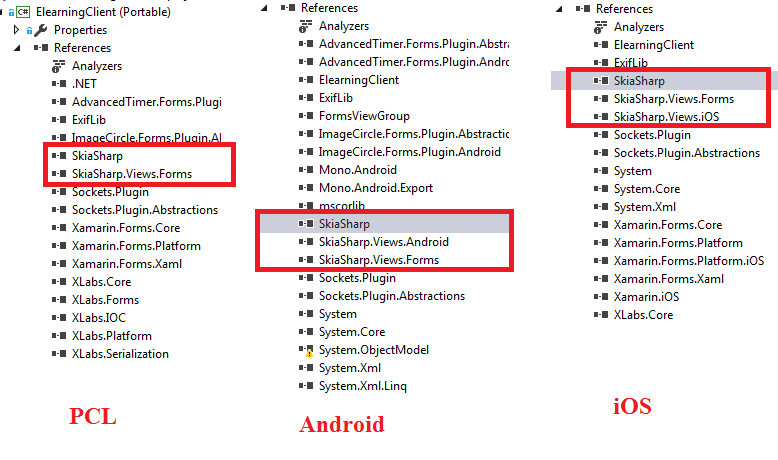 ElearningClient (Portable)
Properties
References
Analyzers
.NET
AdvancedTimer.Forms.Plugi
ExifLib
ImageCircle.Forms.Plugin.Al
SkiaSharp
SkiaSharp.Views.Forms
Sockets.Plugin
Sockets.Plugin.Abstractions
Xamarin.Forms.Core
Xamarin.Forms.Platform
Xamarin.Forms.Xaml
XLabs.Core
XLabs.Forms
XLabs.IOC
XLabs.Platform
XLabs.Serialization
PCL
References
Analyzers
AdvancedTimer.Forms.Plugin.Abstra
AdvancedTimer.Forms.Plugin.Andro
ElearningClient
ExifLib
FormsViewGroup
ImageCircle.Forms.Plugin.Abstractio
ImageCircle.Forms.Plugin.Android
Mono.Android
Mono.Android.Export
mscorlib
SkiaSharp
SkiaSharp.Views.Android
SkiaSharp.Views.Forms
Sockets.Plugin
Sockets.Plugin.Abstractions
System
System.Core
System.ObjectModel
System.Xml
System.Xml.Linq
Android
References
Analyzers
ElearningClient
ExifLib
SkiaSharp
SkiaSharp.Views.Forms
SkiaSharp.Views.iOS
Sockets.Plugin
Sockets.Plugin.Abstractions
System
System.Core
System.Xml
Xamarin.Forms.Core
Xamarin.Forms.Platform
Xamarin.Forms.Platform.iOS
Xamarin.Forms.Xaml
Xamarin.iOS
XLabs.Core
iOS